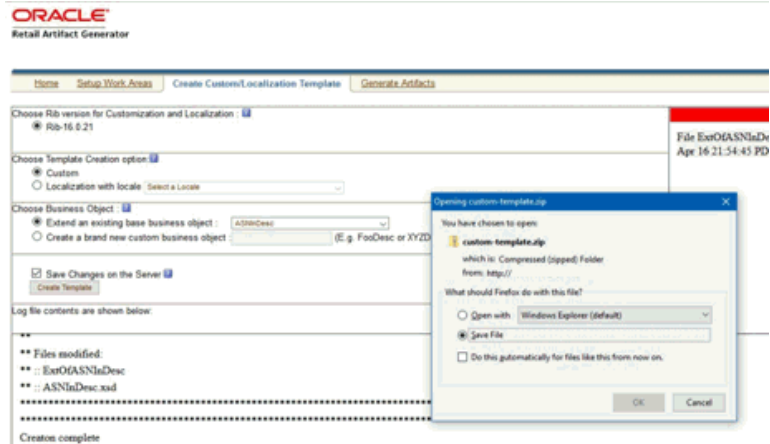 ORACLE
Retail Artifact Generator
Home Setup Work Areas Create Custom/Localization Template Generate Artifacts
Choose Rib version for Customization and Localization :
Rib-16.0.21
Choose Template Creation option:
Custom
Localization with locale Select a Locale
Choose Business Object :
Extend an existing base business object : ASNInDesc
Create a brand new custom business object : (E.g. FooDesc or XYZD
Save Changes on the Server
Create Template
Log file contents are shown below:
**
** Files modified:
** :: ExtOfASNInDesc
** :: ASNInDesc.xsd
Creaton complete
File ExtOfASNInDe
Apr 16 21:54:45 PD
Opening custom-template.zip
You have chosen to open:
custom-template.zip
which is: Compressed (zipped) Folder
from: http://
What should Firefox do with this file?
Open with Windows Explorer (default)
Save File
Do this automatically for files like this from now on.
OK Cancel